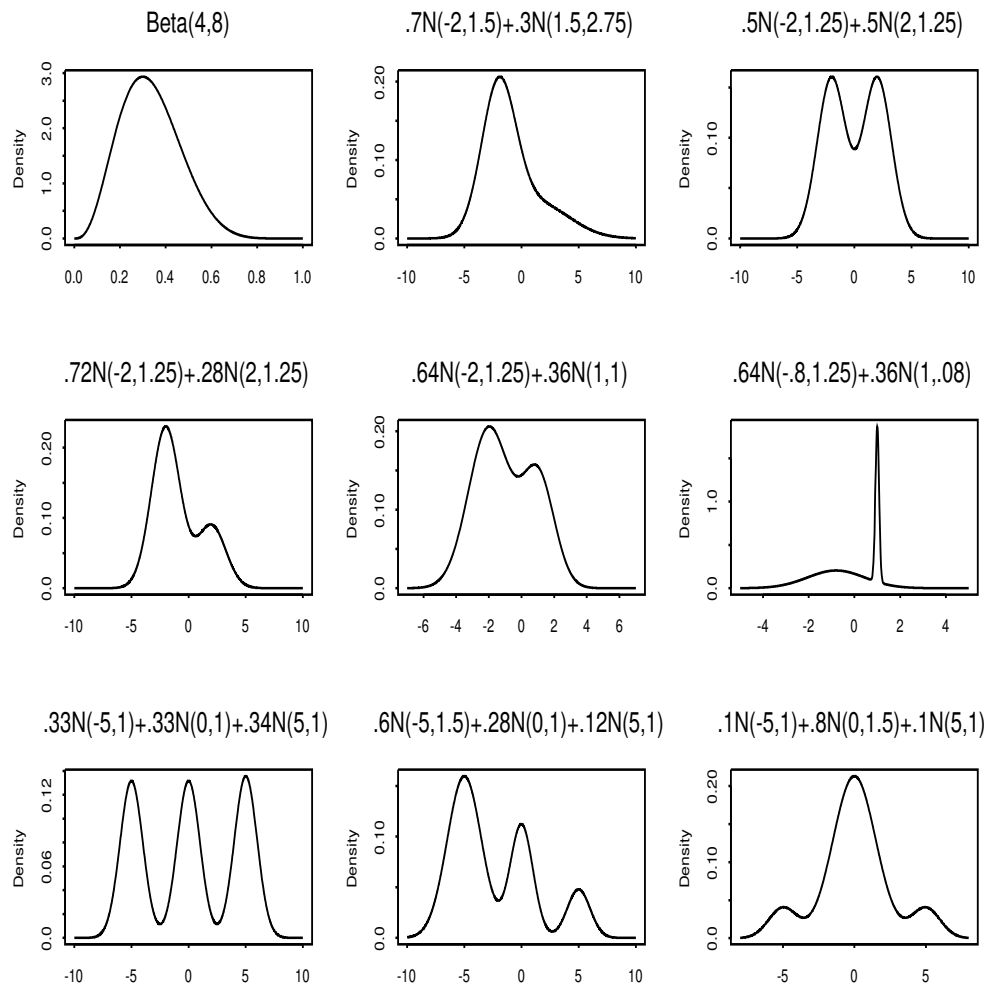 Beta(4,8)
.7N(-2,1.5)+.3N(1.5,2.75)
.5N(-2,1.25)+.5N(2,1.25)
Density
0.0 1.0 2.0 3.0
0.0 0.2 0.4 0.6 0.8 1.0
Density
0.0 0.10 0.20
-10 -5 0 5 10
Density
0.0 0.10
-10 -5 0 5 10
.72N(-2,1.25)+.28N(2,1.25)
.64N(-2,1.25)+.36N(1,1)
.64N(-.8,1.25)+.36N(1,.08)
Density
0.0 0.10 0.20
-10 -5 0 5 10
Density
0.0 0.10 0.20
-6 -4 -2 0 2 4 6
Density
0.0 1.0
-4 -2 0 2 4
.33N(-5,1)+.33N(0,1)+.34N(5,1)
.6N(-5,1.5)+.28N(0,1)+.12N(5,1)
.1N(-5,1)+.8N(0,1.5)+.1N(5,1)
Density
0.0 0.06 0.12
-10 -5 0 5 10
Density
0.0 0.10
-10 -5 0 5 10
Density
0.0 0.10 0.20
-5 0 5